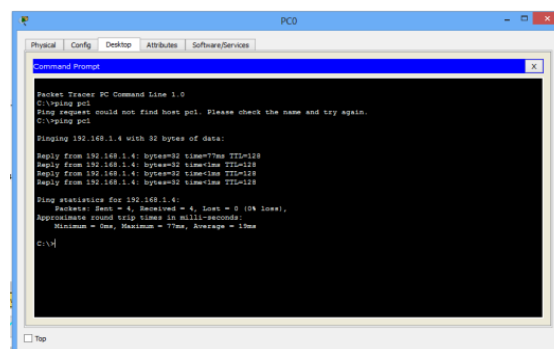 PC0
Physical Config Desktop Attributes Software/Services
Command Prompt X
Packet Tracer PC Command Line 1.0
C:\>ping pc1
Ping request could not find host pc1. Please check the name and try again.
C:\>ping pc1
Pinging 192.168.1.4 with 32 bytes of data:
Reply from 192.168.1.4: bytes=32 time=77ms TTL=128
Reply from 192.168.1.4: bytes=32 time<1ms TTL=128
Reply from 192.168.1.4: bytes=32 time<1ms TTL=128
Reply from 192.168.1.4: bytes=32 time<1ms TTL=128
Ping statistics for 192.168.1.4:
Packets: Sent = 4, Received = 4, Lost = 0 (0% loss),
Approximate round trip times in milli-seconds:
Minimum = 0ms, Maximum = 77ms, Average = 19ms
C:\>
Top